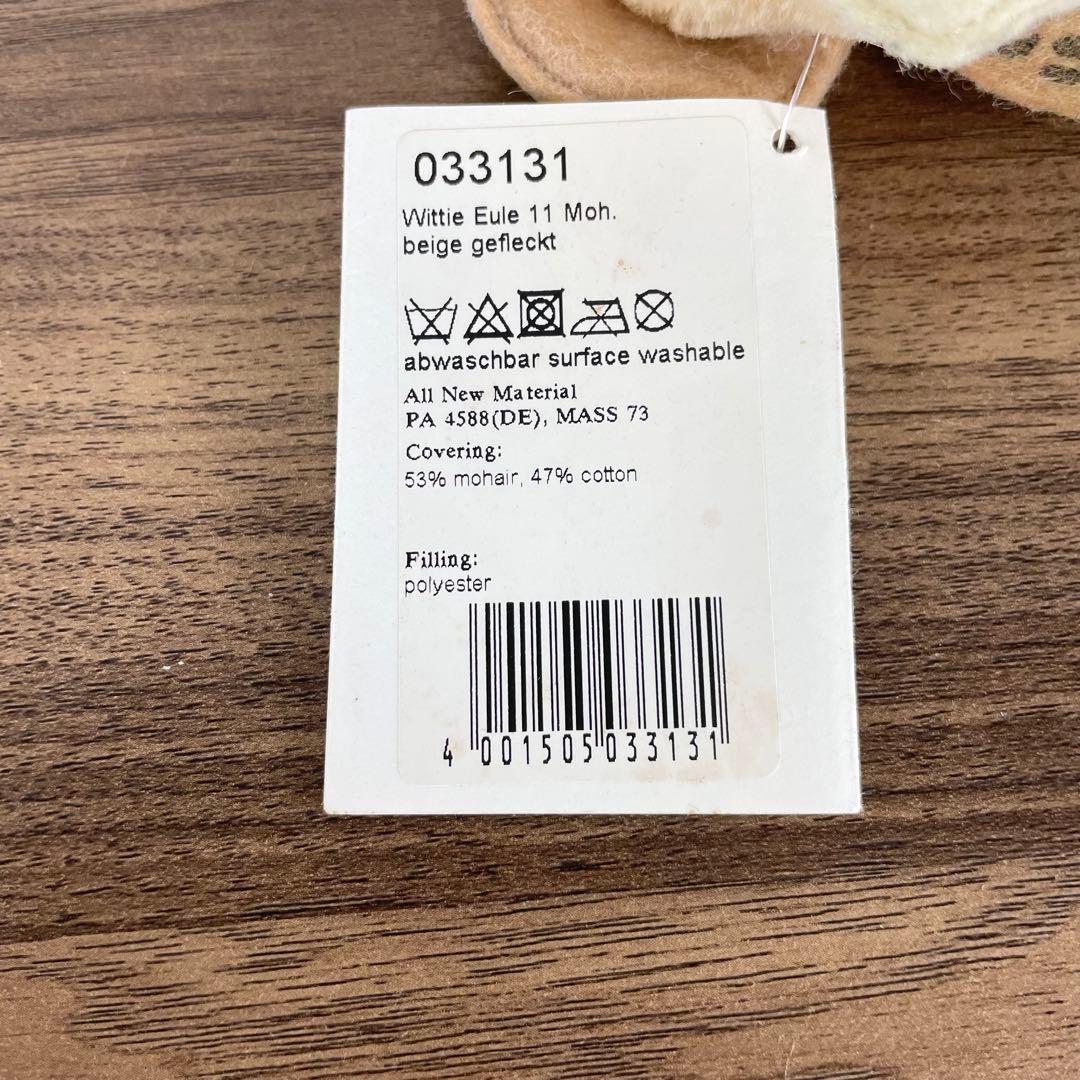 033131
Wittie Eule 11 Moh.
beige gefleckt
abwaschbar surface washable
All New Material
PA 4588(DE), MASS 73
Covering:
53% mohair, 47% cotton
Filling:
polyester
4 001505 033131